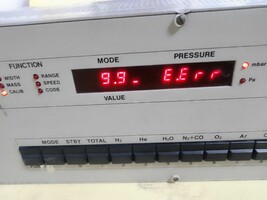 FUNCTION MODE PRESSURE
WIDTH RANGE 9.9. E.Err mbar
MASS SPEED Pa
CALIB CODE
VALUE
MODE STBY TOTAL H₂ He H₂O N₂+CO O₂ Ar